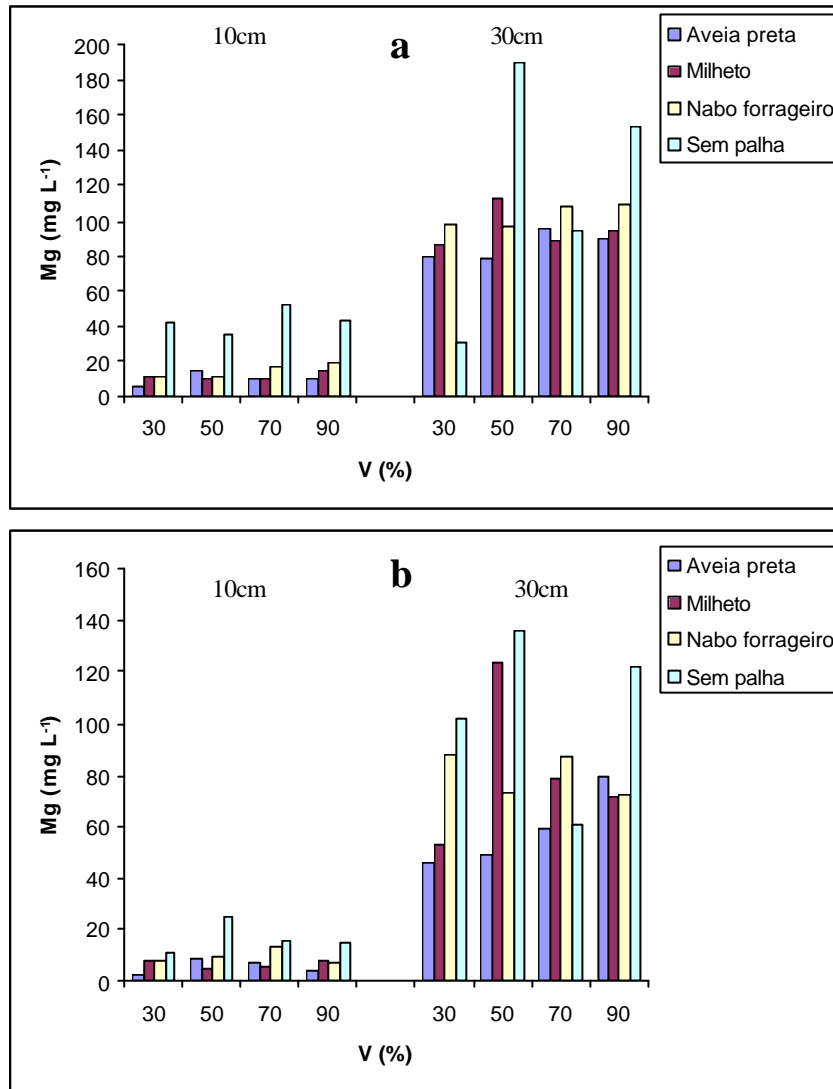 10cm
a
30cm
Aveia preta
Milheto
Nabo forrageiro
Sem palha
200
180
160
140
120
100
80
60
40
20
0
Mg (mg L⁻¹)
30 50 70 90 30 50 70 90
V (%)
10cm
b
30cm
Aveia preta
Milheto
Nabo forrageiro
Sem palha
160
140
120
100
80
60
40
20
0
Mg (mg L⁻¹)
30 50 70 90 30 50 70 90
V (%)